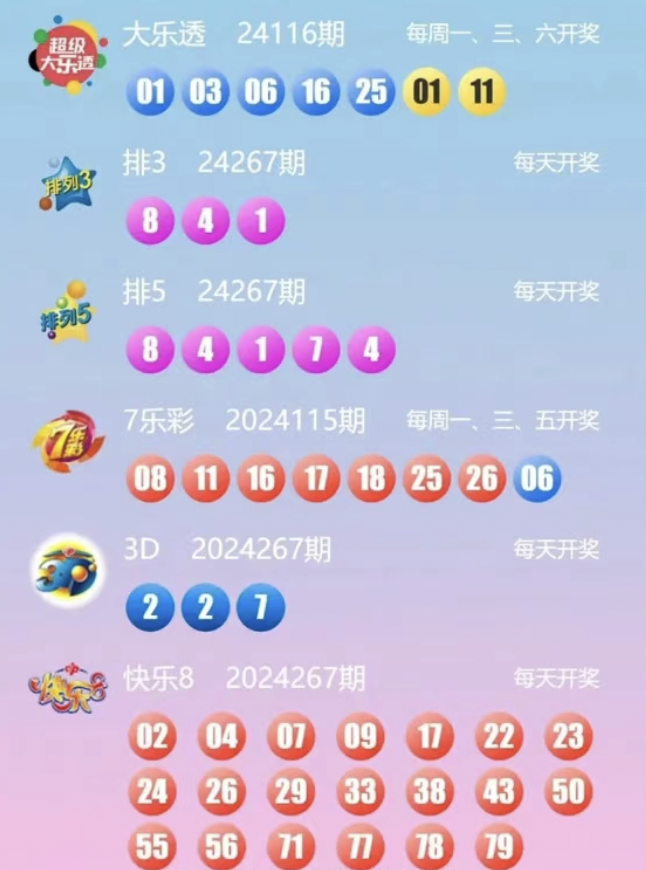 超级
大乐透
大乐透 24116期 每周一、三、六开奖
01 03 06 16 25 01 11
排列3
排3 24267期 每天开奖
8 4 1
排列5
排5 24267期 每天开奖
8 4 1 7 4
7乐彩
7乐彩 2024115期 每周一、三、五开奖
08 11 16 17 18 25 26 06
3D
3D 2024267期 每天开奖
2 2 7
快乐
快乐8 2024267期 每天开奖
02 04 07 09 17 22 23
24 26 29 33 38 43 50
55 56 71 77 78 79